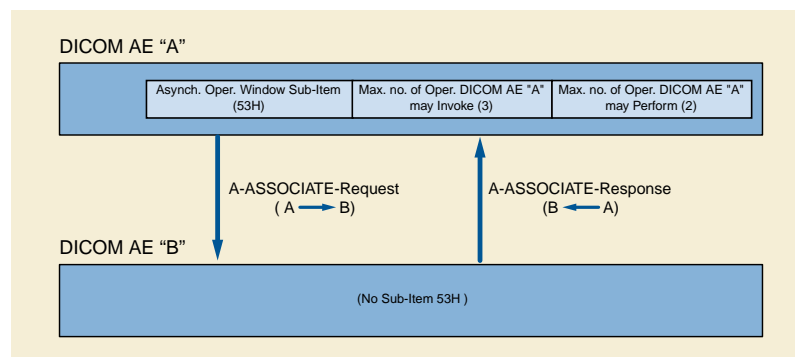 DICOM AE “A”
Asynch. Oper. Window Sub-Item
(53H)
Max. no. of Oper. DICOM AE "A"
may Invoke (3)
Max. no. of Oper. DICOM AE "A"
may Perform (2)
A-ASSOCIATE-Request
( A B)
A-ASSOCIATE-Response
(B A)
DICOM AE “B”
(No Sub-Item 53H )